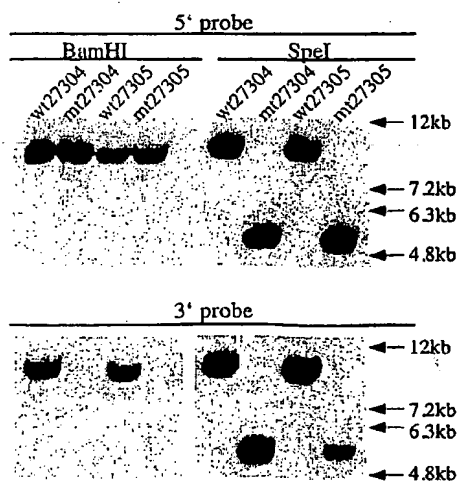 5' probe
BamHI SpeI
wt27304 mt27304 wt27305 mt27305 wt27304 mt27304 wt27305 mt27305
12kb
7.2kb
6.3kb
4.8kb
3' probe
12kb
7.2kb
6.3kb
4.8kb